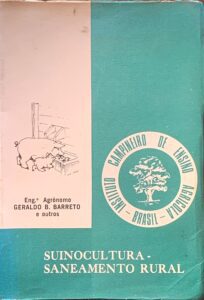 Eng.º Agrônomo
GERALDO B. BARRETO
e outros
INSTITUTO CAMPINEIRO DE ENSINO AGRÍCOLA
- BRASIL -
SUINOCULTURA -
SANEAMENTO RURAL